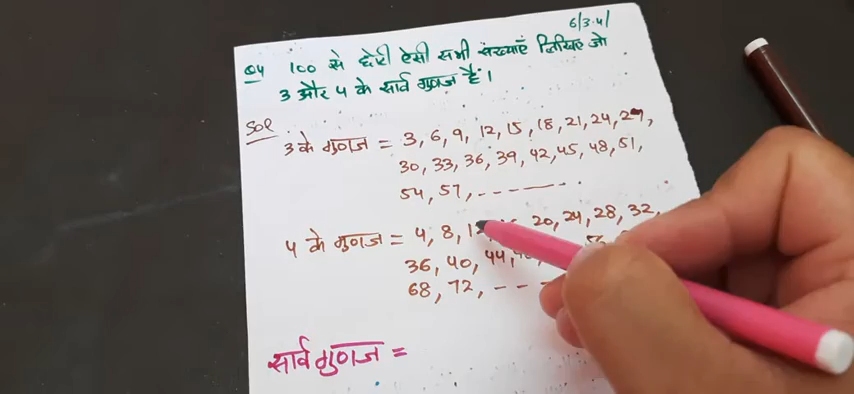 6/3.4/
Q4 100 से छोटी ऐसी सभी संख्याएँ लिखिए जो
3 और 4 के सार्व गुणज हैं।
Sol.
3 के गुणज = 3, 6, 9, 12, 15, 18, 21, 24, 27,
30, 33, 36, 39, 42, 45, 48, 51,
54, 57, -------
4 के गुणज = 4, 8, 12, 20, 24, 28, 32,
36, 40, 44,
68, 72, ---
सार्व गुणज =